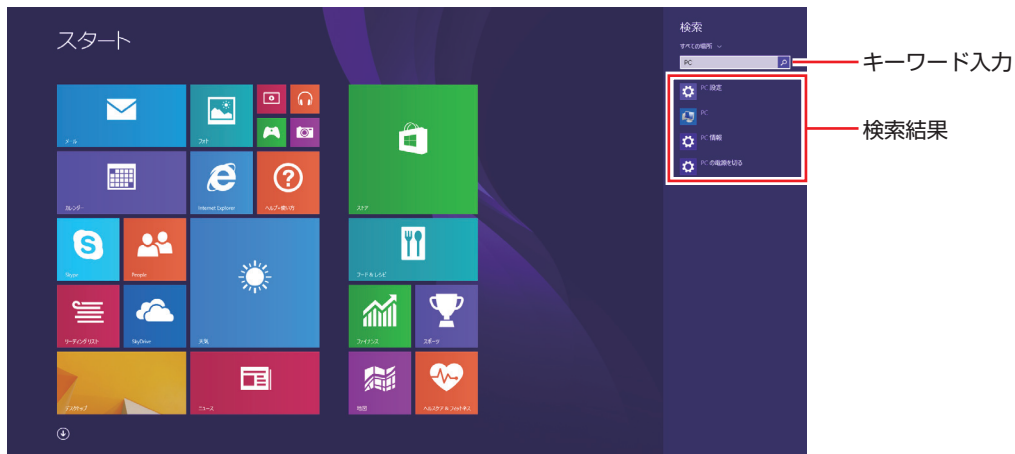 スタート
検索
すべての場所
PC
キーワード入力
PC 設定
PC
PC 情報
PC の電源を切る
検索結果
メール
フォト
カレンダー
Internet Explorer
ヘルプ+使い方
ストア
Skype
People
天気
フード & レシピ
リーディング リスト
SkyDrive
ファイナンス
スポーツ
デスクトップ
ニュース
地図
ヘルスケア & フィットネス